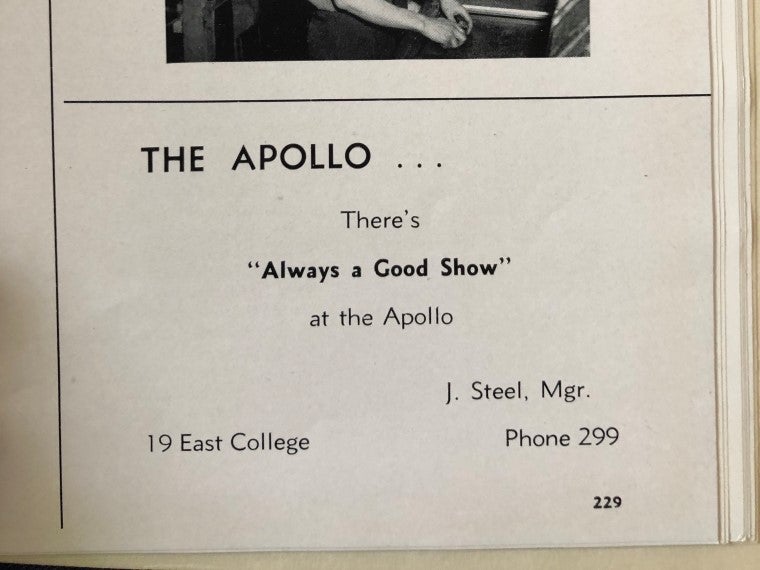 THE APOLLO ...
There's
"Always a Good Show"
at the Apollo
J. Steel, Mgr.
19 East College
Phone 299
229